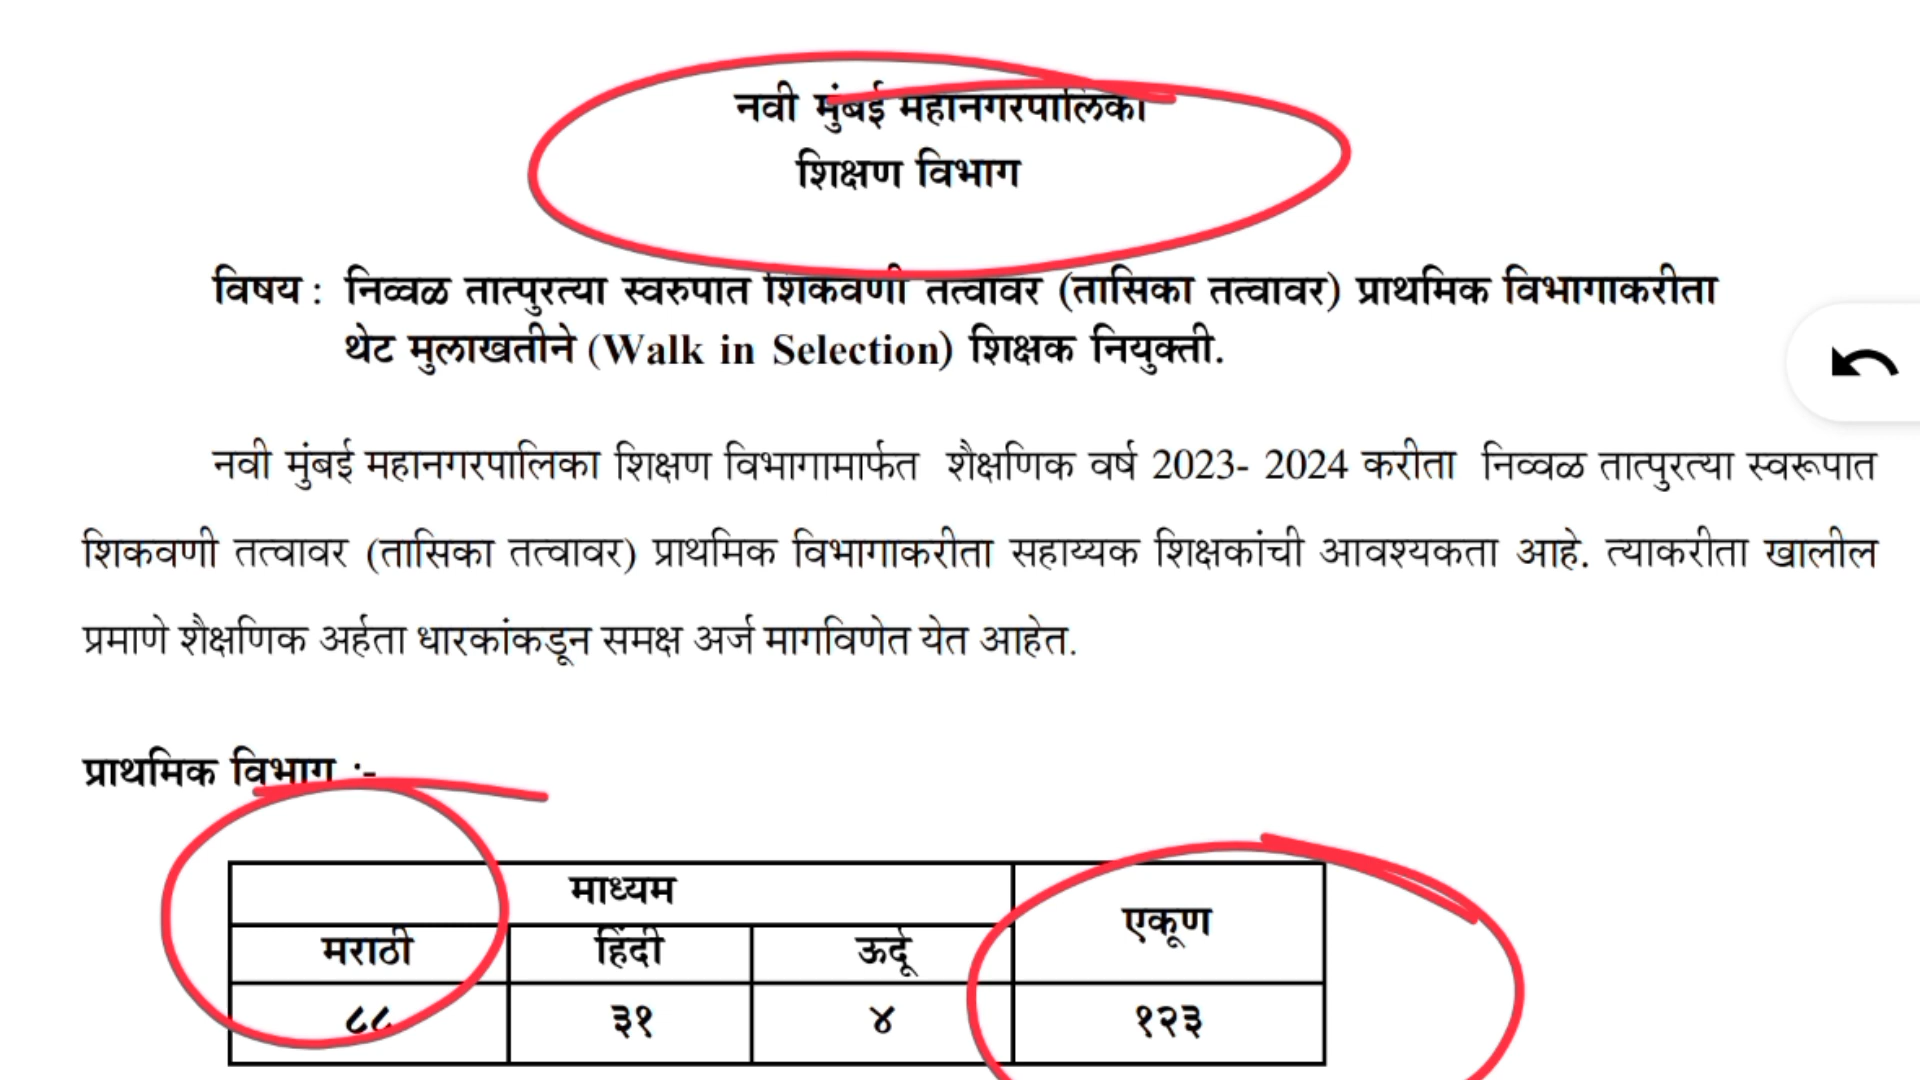 नवी मुंबई महानगरपालिका
शिक्षण विभाग
विषय : निव्वळ तात्पुरत्या स्वरुपात शिकवणी तत्वावर (तासिका तत्वावर) प्राथमिक विभागाकरीता
थेट मुलाखतीने (Walk in Selection) शिक्षक नियुक्ती.
नवी मुंबई महानगरपालिका शिक्षण विभागामार्फत शैक्षणिक वर्ष 2023- 2024 करीता निव्वळ तात्पुरत्या स्वरूपात
शिकवणी तत्वावर (तासिका तत्वावर) प्राथमिक विभागाकरीता सहाय्यक शिक्षकांची आवश्यकता आहे. त्याकरीता खालील
प्रमाणे शैक्षणिक अर्हता धारकांकडून समक्ष अर्ज मागविणेत येत आहेत.
प्राथमिक विभाग :-
माध्यम एकूण
मराठी हिंदी ऊर्दू
८८ ३१ ४ १२३